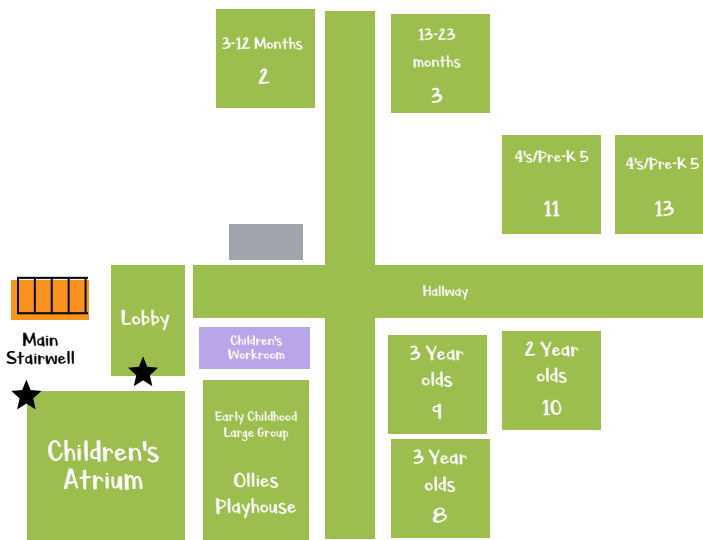 3-12 Months
2
13-23
months
3
4's/Pre-K 5
11
4's/Pre-K 5
13
Hallway
Lobby
Main
Stairwell
Children's
Workroom
3 Year
olds
9
2 Year
olds
10
Early Childhood
Large Group
Ollies
Playhouse
Children's
Atrium
3 Year
olds
8